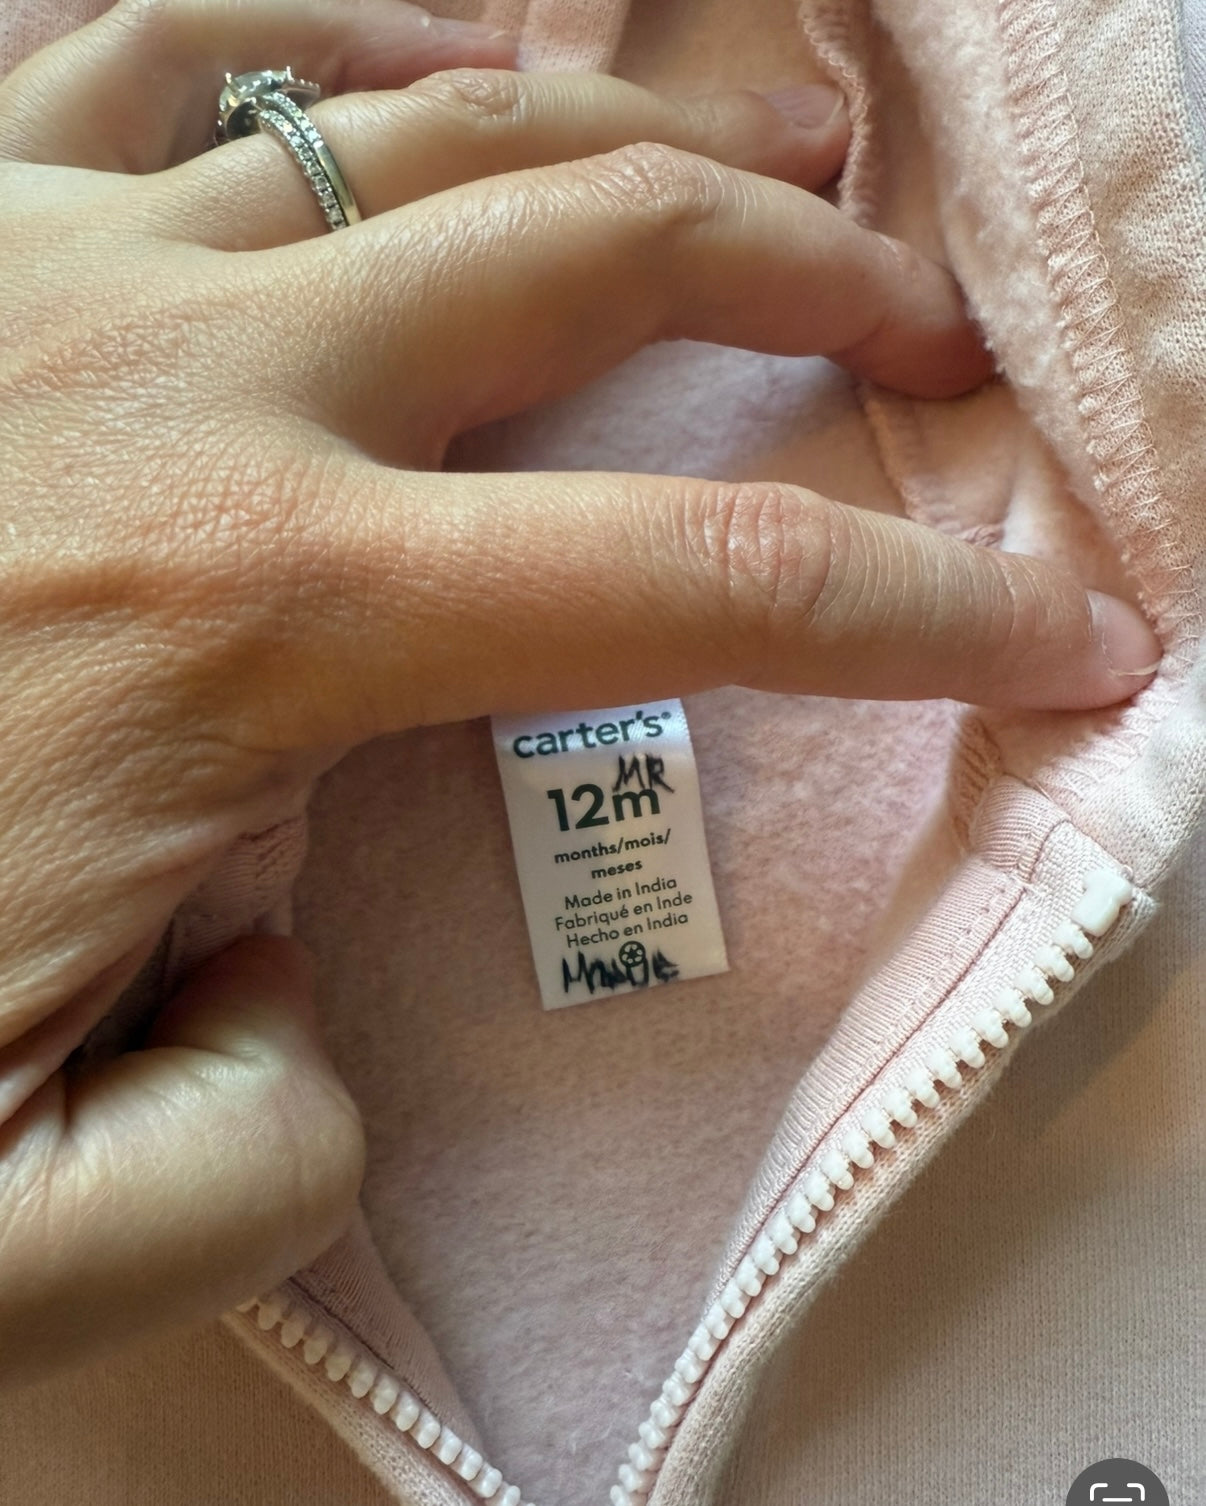 carter's®
MR
12m
months/mois/
meses
Made in India
Fabriqué en Inde
Hecho en India